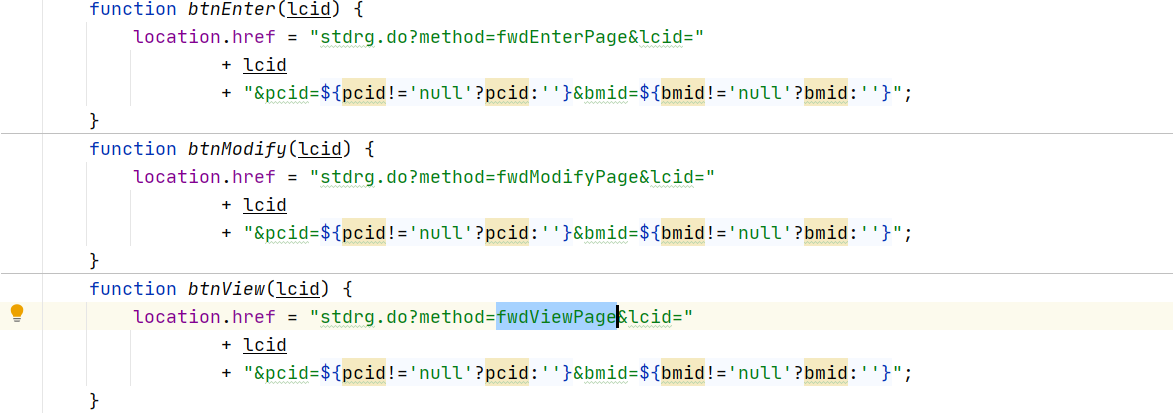 function btnEnter(lcid) {
location.href = "stdrg.do?method=fwdEnterPage&lcid="
+ lcid
+ "&pcid=${pcid!='null'?pcid:''}&bmid=${bmid!='null'?bmid:''}";
}
function btnModify(lcid) {
location.href = "stdrg.do?method=fwdModifyPage&lcid="
+ lcid
+ "&pcid=${pcid!='null'?pcid:''}&bmid=${bmid!='null'?bmid:''}";
}
function btnView(lcid) {
location.href = "stdrg.do?method=fwdViewPage&lcid="
+ lcid
+ "&pcid=${pcid!='null'?pcid:''}&bmid=${bmid!='null'?bmid:''}";
}